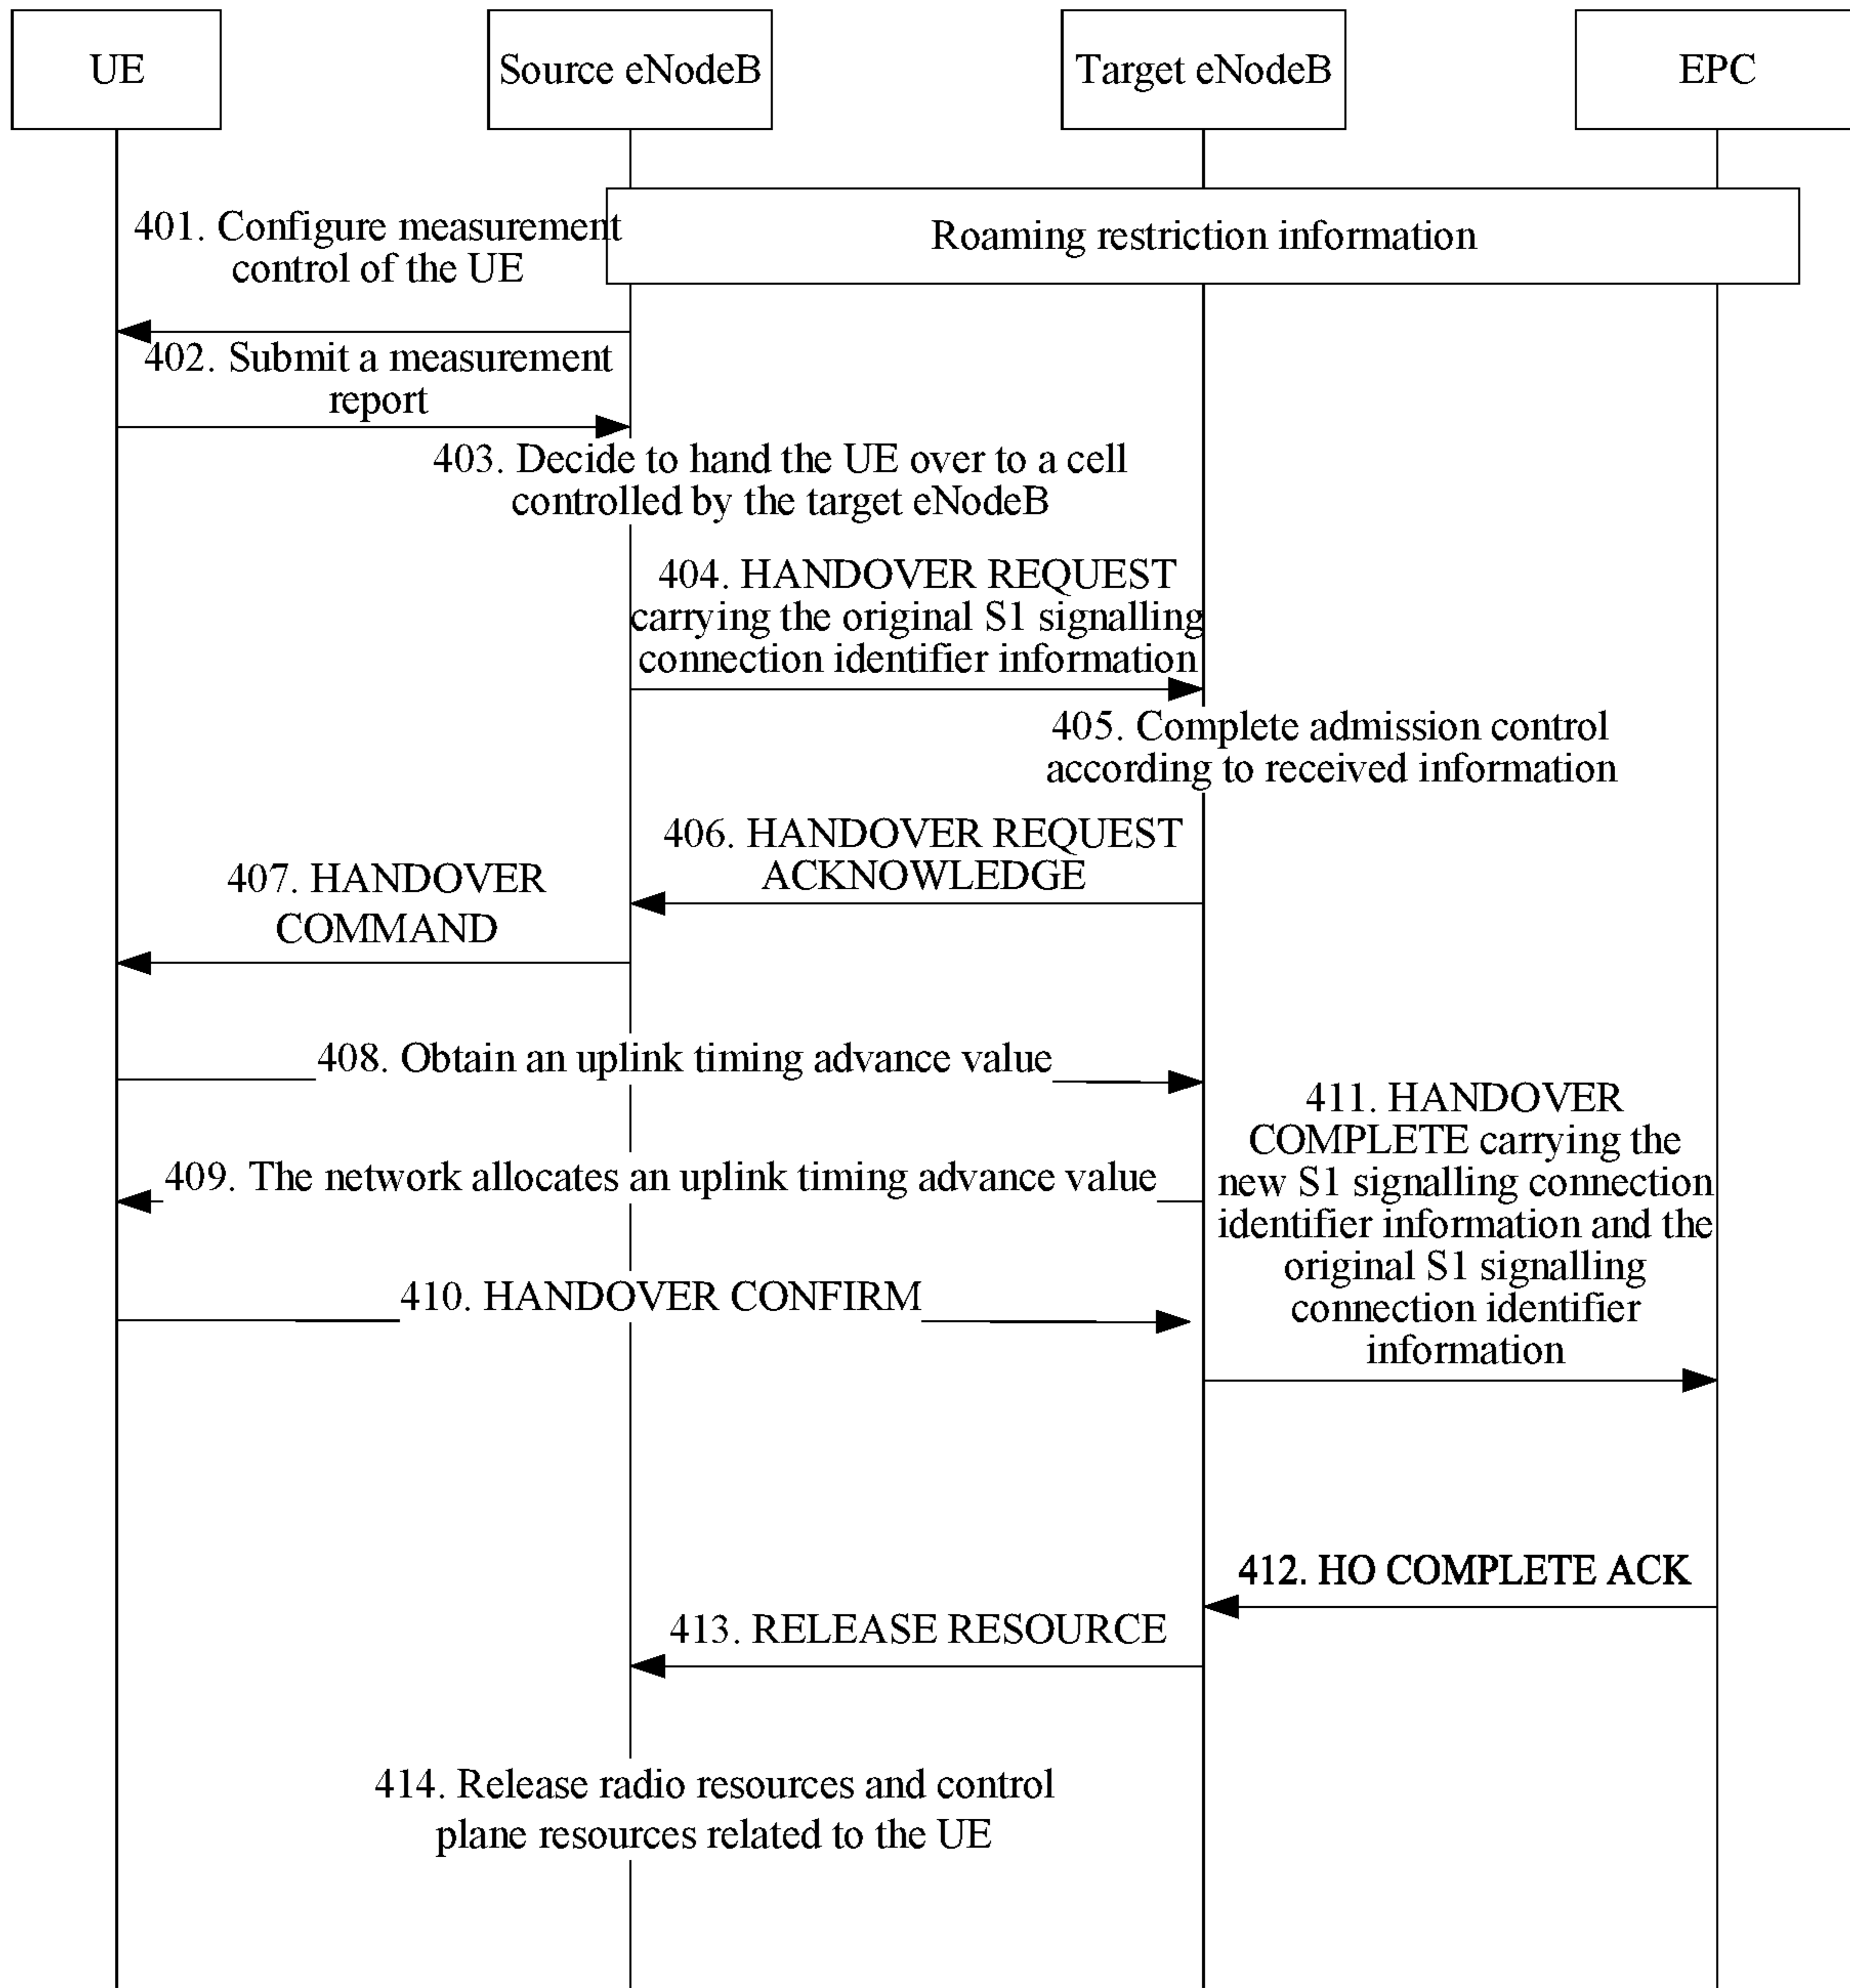 UE
Source eNodeB
Target eNodeB
EPC
Roaming restriction information
401. Configure measurement
control of the UE
402. Submit a measurement
report
403. Decide to hand the UE over to a cell
controlled by the target eNodeB
404. HANDOVER REQUEST
carrying the original S1 signalling
connection identifier information
405. Complete admission control
according to received information
406. HANDOVER REQUEST
ACKNOWLEDGE
407. HANDOVER
COMMAND
408. Obtain an uplink timing advance value
409. The network allocates an uplink timing advance value
410. HANDOVER CONFIRM
411. HANDOVER
COMPLETE carrying the
new S1 signalling connection
identifier information and the
original S1 signalling
connection identifier
information
412. HO COMPLETE ACK
413. RELEASE RESOURCE
414. Release radio resources and control
plane resources related to the UE